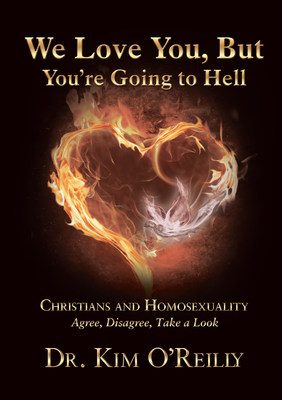 We Love You, But
You're Going to Hell
Christians and Homosexuality
Agree, Disagree, Take a Look
Dr. Kim O'Reilly